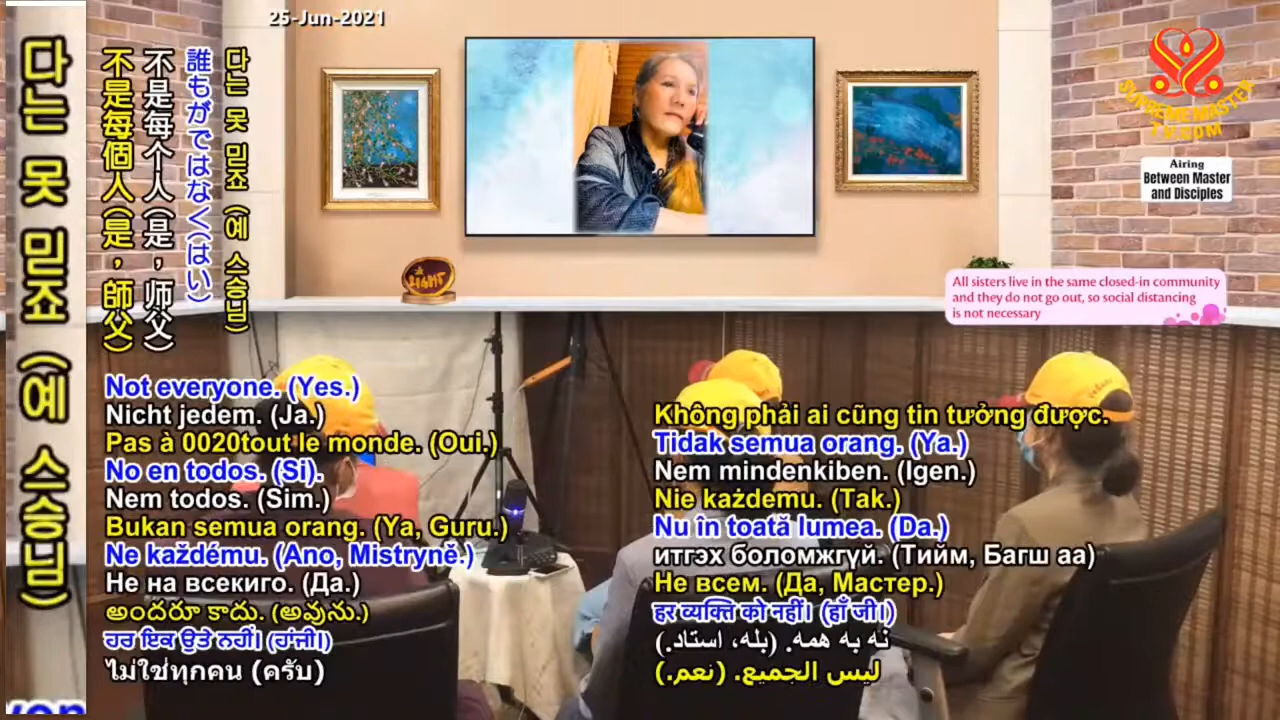 25-Jun-2021
SUPREME MASTER
TV.COM
Airing
Between Master
and Disciples
All sisters live in the same closed-in community
and they do not go out, so social distancing
is not necessary
다는 못 믿죠 (예 스승님)
不是每個人(是，師父)
不是每个人(是，师父)
誰もがではなく(はい)
다는 못 믿죠 (예 스승님)
Not everyone. (Yes.)
Nicht jedem. (Ja.)
Pas à 0020tout le monde. (Oui.)
No en todos. (Si).
Nem todos. (Sim.)
Bukan semua orang. (Ya, Guru.)
Ne každému. (Ano, Mistryně.)
Не на всекиго. (Да.)
అందరూ కాదు. (అవును.)
ਹਰ ਇਕ ਉਤੇ ਨਹੀਂ। (ਹਾਂਜੀ।)
ไม่ใช่ทุกคน (ครับ)
Không phải ai cũng tin tưởng được.
Tidak semua orang. (Ya.)
Nem mindenkiben. (Igen.)
Nie każdemu. (Tak.)
Nu în toată lumea. (Da.)
итгэх боломжгүй. (Тийм, Багш аа)
Не всем. (Да, Мастер.)
हर व्यक्ति को नहीं। (हाँ जी।)
نه به همه. (بله، استاد.)
ليس الجميع. (نعم.)